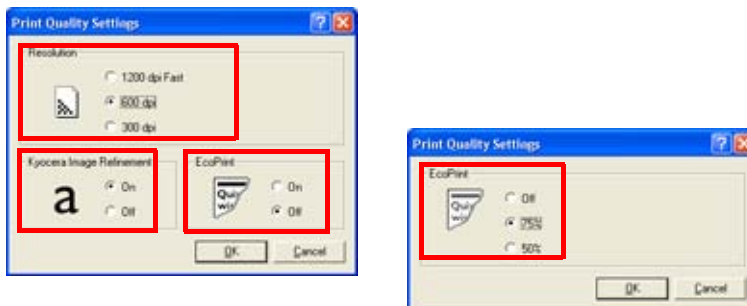 Print Quality Settings
Resolution
1200 dpi Fast
600 dpi
300 dpi
Kyocera Image Refinement
a
On
Off
EcoPrint
On
Off
OK
Cancel
Print Quality Settings
EcoPrint
Off
75%
50%
OK
Cancel